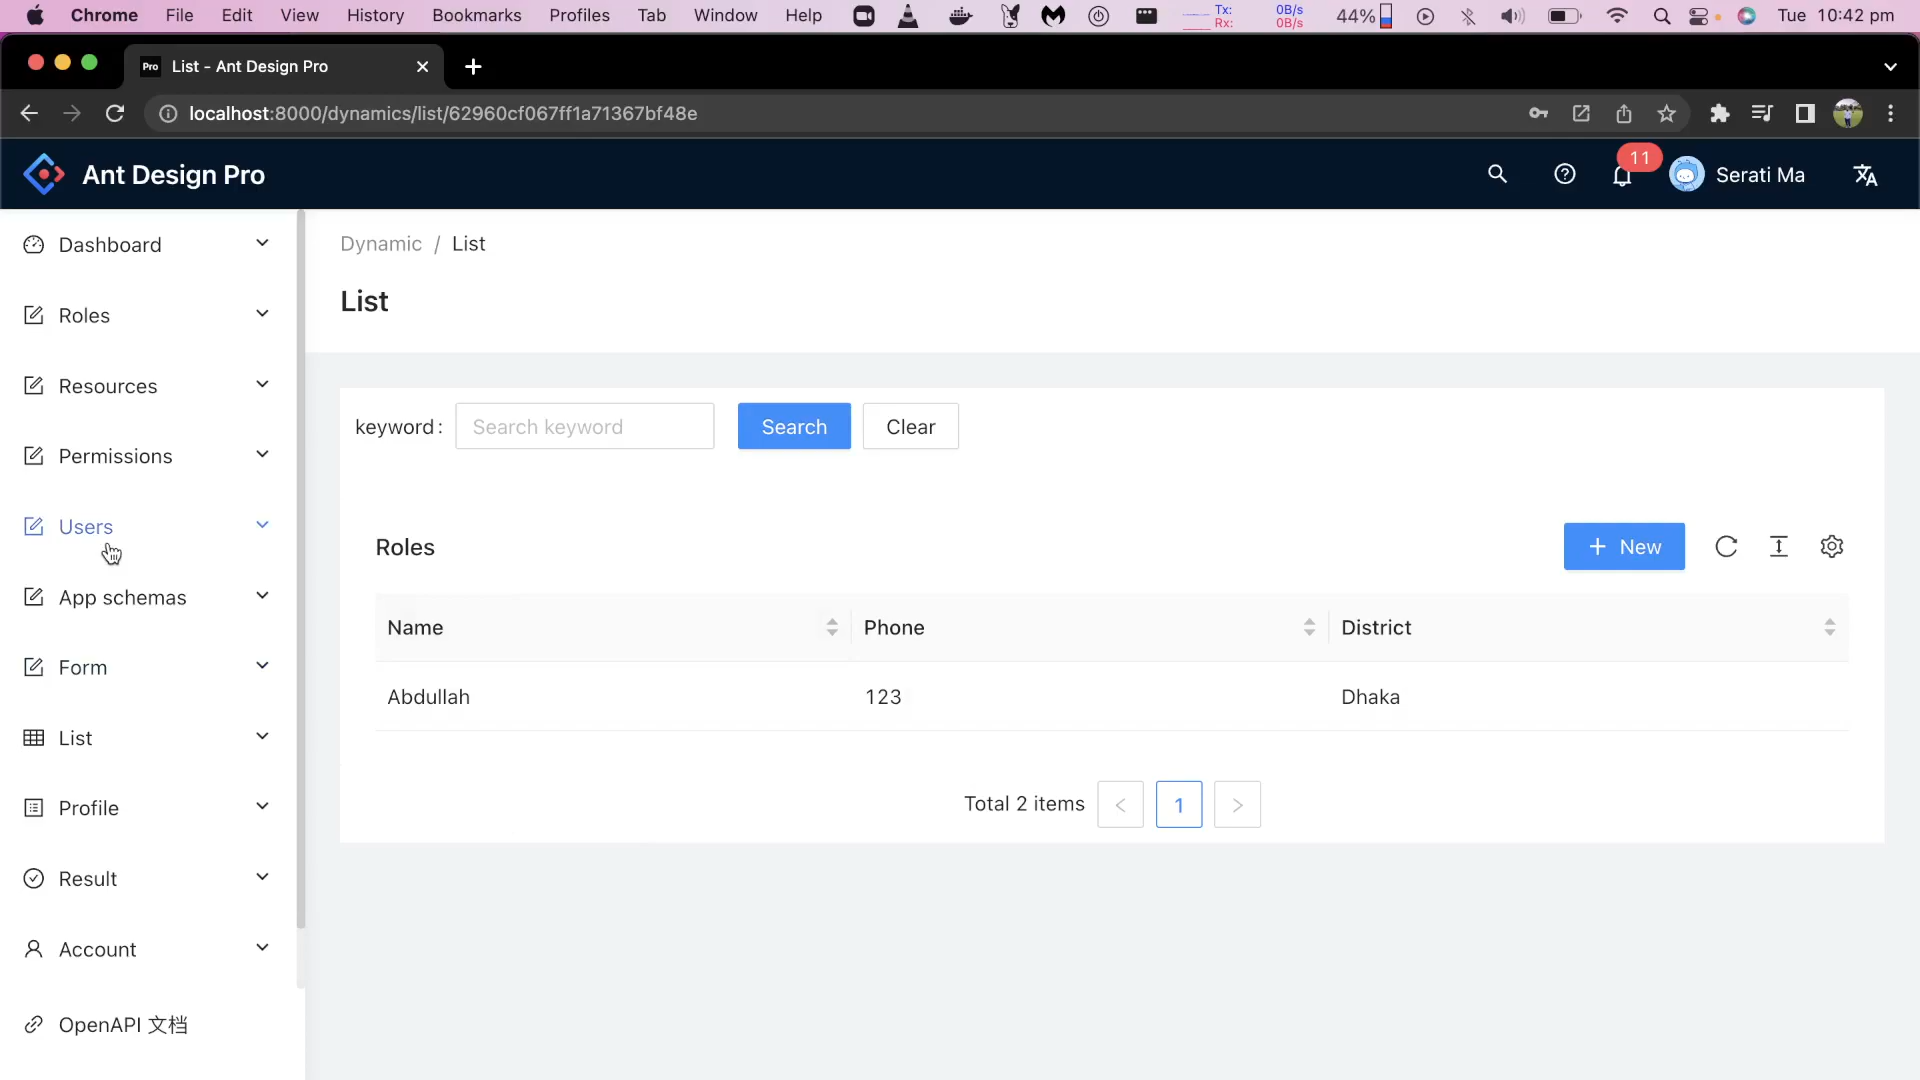 Chrome File Edit View History Bookmarks Profiles Tab Window Help Tx: 0B/s 44% Tue 10:42 pm
Rx: 0B/s
Pro List - Ant Design Pro
localhost:8000/dynamics/list/62960cf067ff1a71367bf48e
Ant Design Pro 11 Serati Ma
Dashboard
Roles
Resources
Permissions
Users
App schemas
Form
List
Profile
Result
Account
OpenAPI 文档
Dynamic / List
List
keyword: Search keyword Search Clear
Roles + New
Name Phone District
Abdullah 123 Dhaka
Total 2 items < 1 >